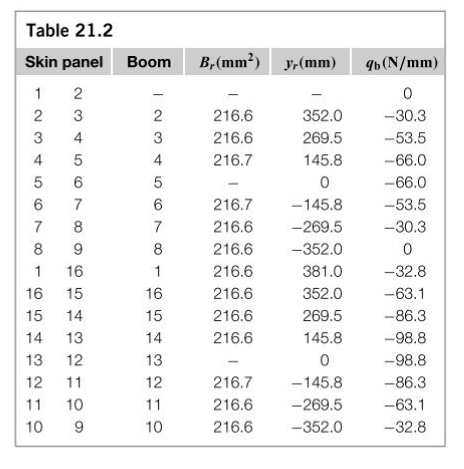 Table 21.2
Skin panel Boom Bᵣ(mm²) yᵣ(mm) q_b(N/mm)
1 2 – – – 0
2 3 2 216.6 352.0 −30.3
3 4 3 216.6 269.5 −53.5
4 5 4 216.7 145.8 −66.0
5 6 5 – 0 −66.0
6 7 6 216.7 −145.8 −53.5
7 8 7 216.6 −269.5 −30.3
8 9 8 216.6 −352.0 0
1 16 1 216.6 381.0 −32.8
16 15 16 216.6 352.0 −63.1
15 14 15 216.6 269.5 −86.3
14 13 14 216.6 145.8 −98.8
13 12 13 – 0 −98.8
12 11 12 216.7 −145.8 −86.3
11 10 11 216.6 −269.5 −63.1
10 9 10 216.6 −352.0 −32.8